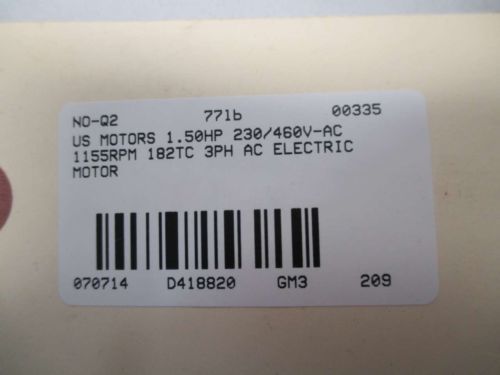 NO-Q2 77lb 00335
US MOTORS 1.50HP 230/460V-AC
1155RPM 182TC 3PH AC ELECTRIC
MOTOR
070714 D418820 GM3 209